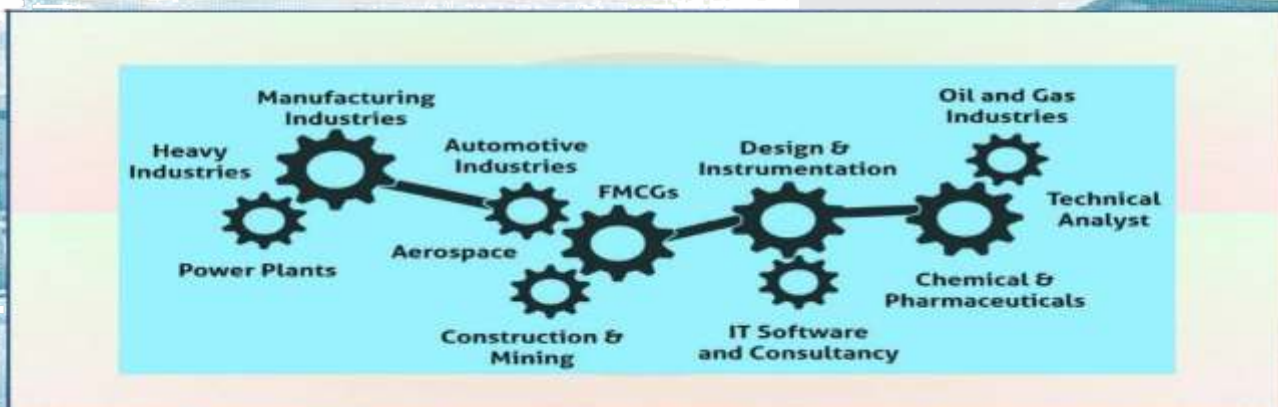 Manufacturing
Industries
Heavy
Industries
Power Plants
Automotive
Industries
Aerospace
FMCGs
Construction &
Mining
Design &
Instrumentation
IT Software
and Consultancy
Oil and Gas
Industries
Technical
Analyst
Chemical &
Pharmaceuticals